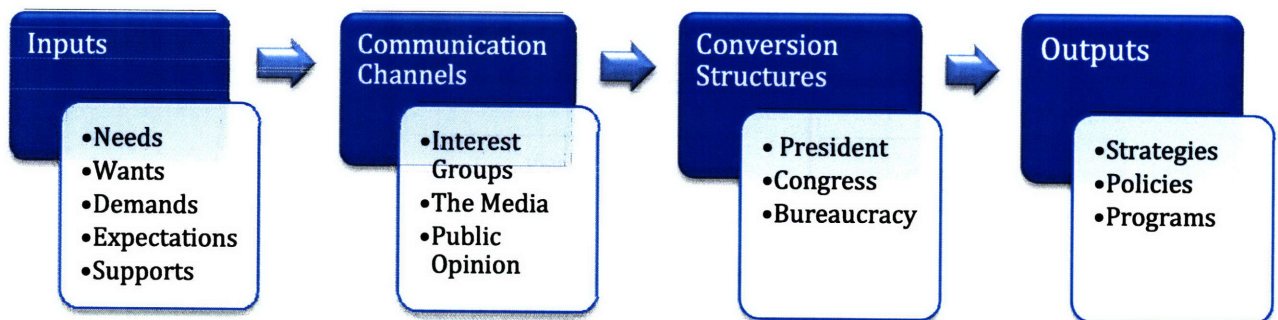 Inputs
•Needs
•Wants
•Demands
•Expectations
•Supports
Communication
Channels
•Interest
Groups
•The Media
•Public
Opinion
Conversion
Structures
• President
•Congress
•Bureaucracy
Outputs
•Strategies
•Policies
•Programs